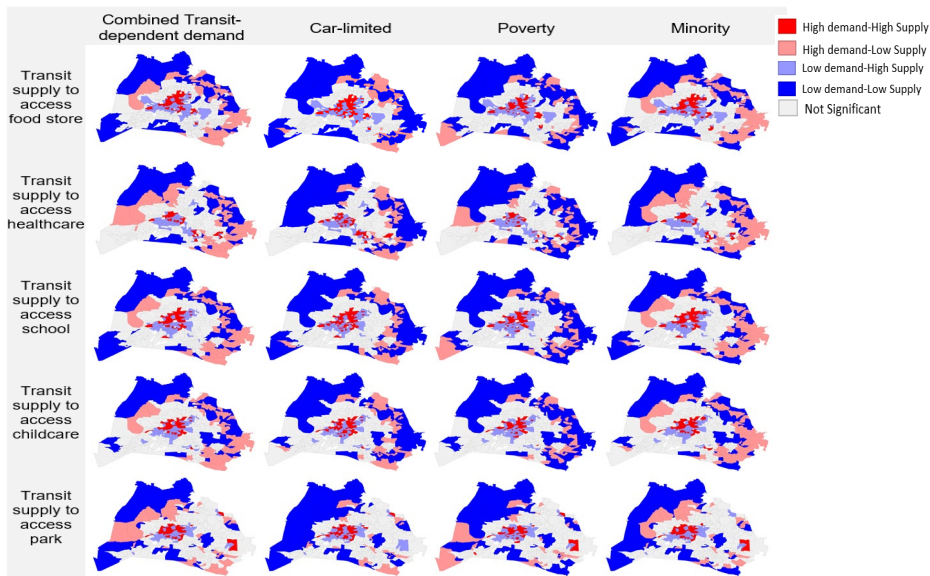 Combined Transit-
dependent demand
Car-limited
Poverty
Minority
High demand-High Supply
High demand-Low Supply
Low demand-High Supply
Low demand-Low Supply
Not Significant
Transit
supply to
access
food store
Transit
supply to
access
healthcare
Transit
supply to
access
school
Transit
supply to
access
childcare
Transit
supply to
access
park